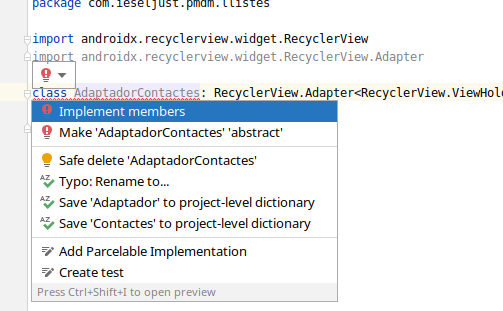 package com.ieseljust.pmdm.llistes
import androidx.recyclerview.widget.RecyclerView
import androidx.recyclerview.widget.RecyclerView.Adapter
class AdaptadorContactes: RecyclerView.Adapter<RecyclerView.ViewHol
Implement members
Make 'AdaptadorContactes' 'abstract'
Safe delete 'AdaptadorContactes'
Typo: Rename to...
Save 'Adaptador' to project-level dictionary
Save 'Contactes' to project-level dictionary
Add Parcelable Implementation
Create test
Press Ctrl+Shift+I to open preview